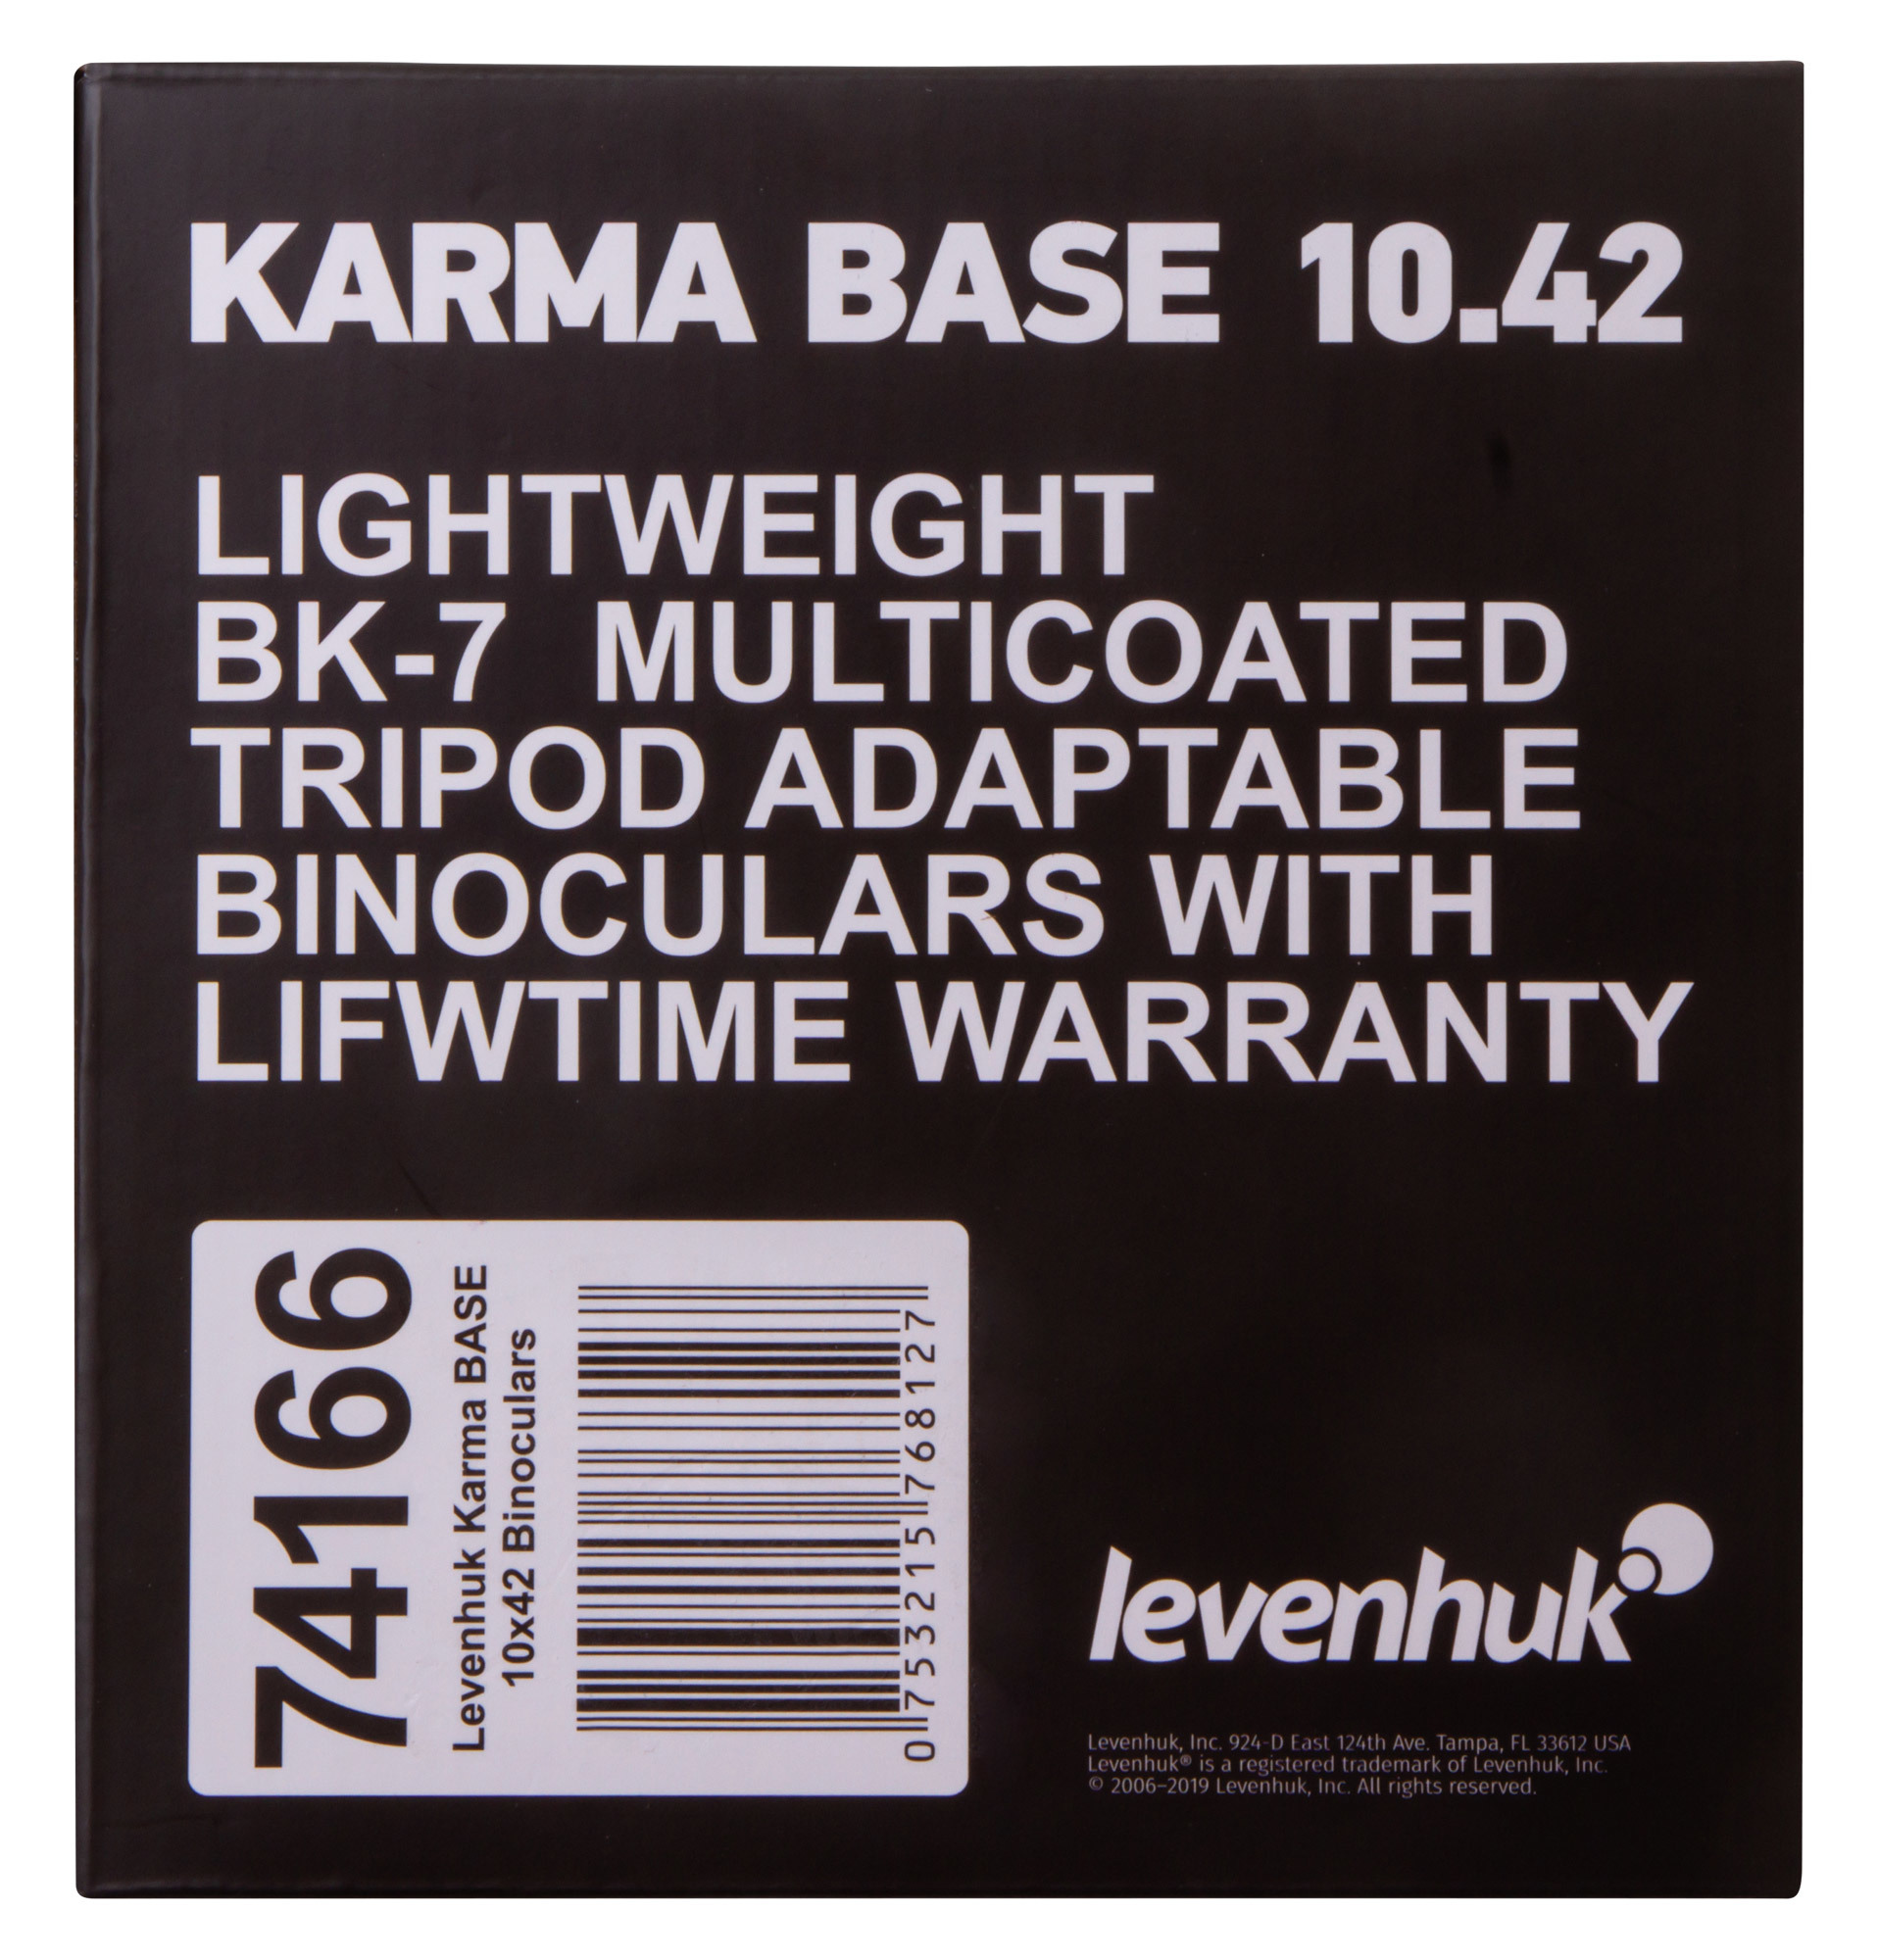 KARMA BASE 10.42
LIGHTWEIGHT
BK-7 MULTICOATED
TRIPOD ADAPTABLE
BINOCULARS WITH
LIFWTIME WARRANTY
74166
Levenhuk Karma BASE
10x42 Binoculars
0 753215 768127
levenhuk
Levenhuk, Inc. 924-D East 124th Ave. Tampa, FL 33612 USA
Levenhuk® is a registered trademark of Levenhuk, Inc.
© 2006–2019 Levenhuk, Inc. All rights reserved.